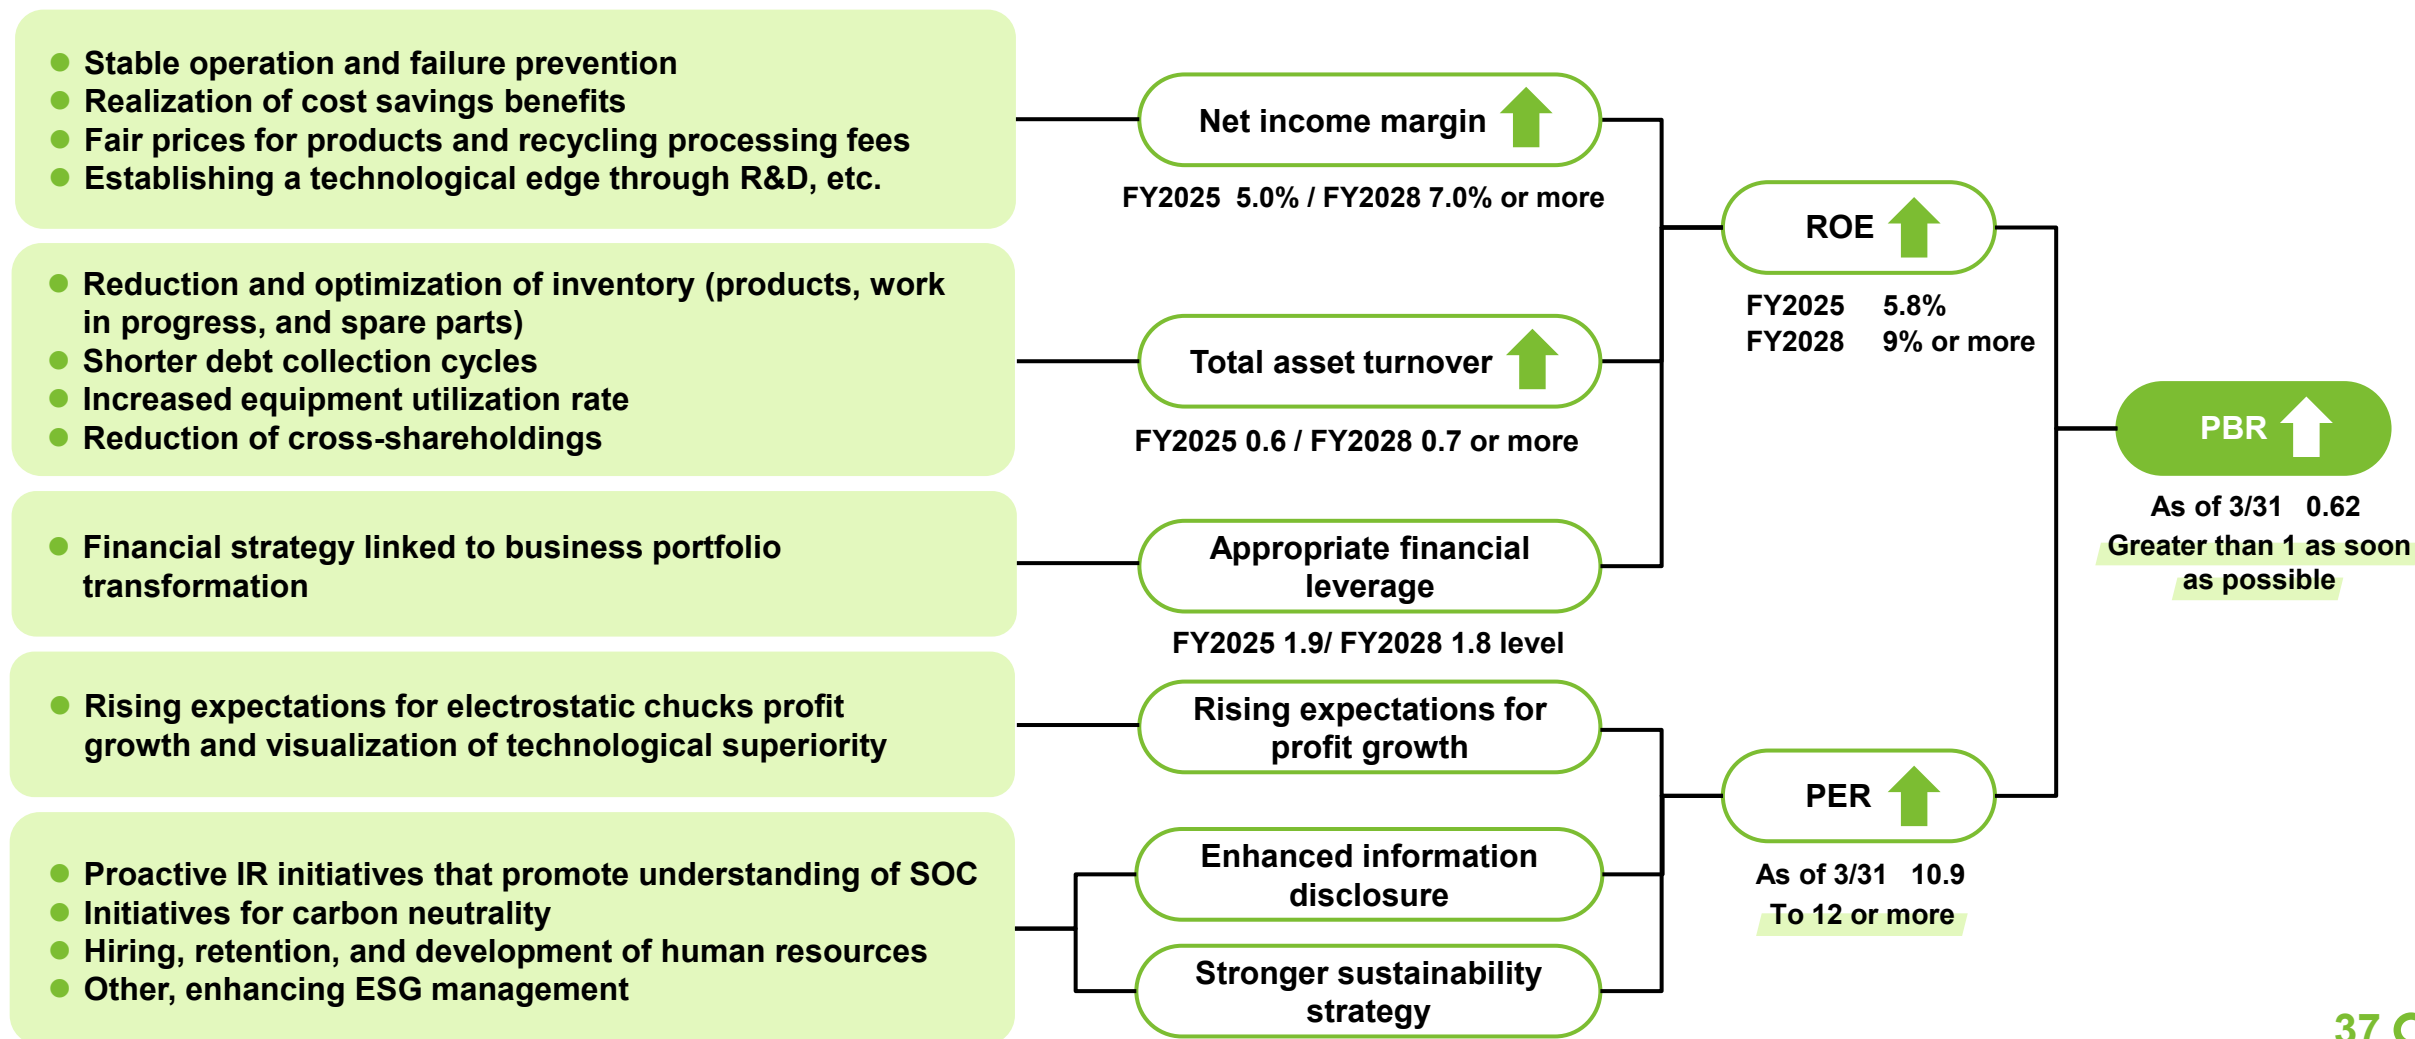 Stable operation and failure prevention
Realization of cost savings benefits
Fair prices for products and recycling processing fees
Establishing a technological edge through R&D, etc.
Net income margin
FY2025 5.0% / FY2028 7.0% or more
Reduction and optimization of inventory (products, work
in progress, and spare parts)
Shorter debt collection cycles
Increased equipment utilization rate
Reduction of cross-shareholdings
Total asset turnover
FY2025 0.6 / FY2028 0.7 or more
Financial strategy linked to business portfolio
transformation
Appropriate financial
leverage
FY2025 1.9/ FY2028 1.8 level
ROE
FY2025 5.8%
FY2028 9% or more
Rising expectations for electrostatic chucks profit
growth and visualization of technological superiority
Rising expectations for
profit growth
Proactive IR initiatives that promote understanding of SOC
Initiatives for carbon neutrality
Hiring, retention, and development of human resources
Other, enhancing ESG management
Enhanced information
disclosure
Stronger sustainability
strategy
PER
As of 3/31 10.9
To 12 or more
PBR
As of 3/31 0.62
Greater than 1 as soon
as possible
37